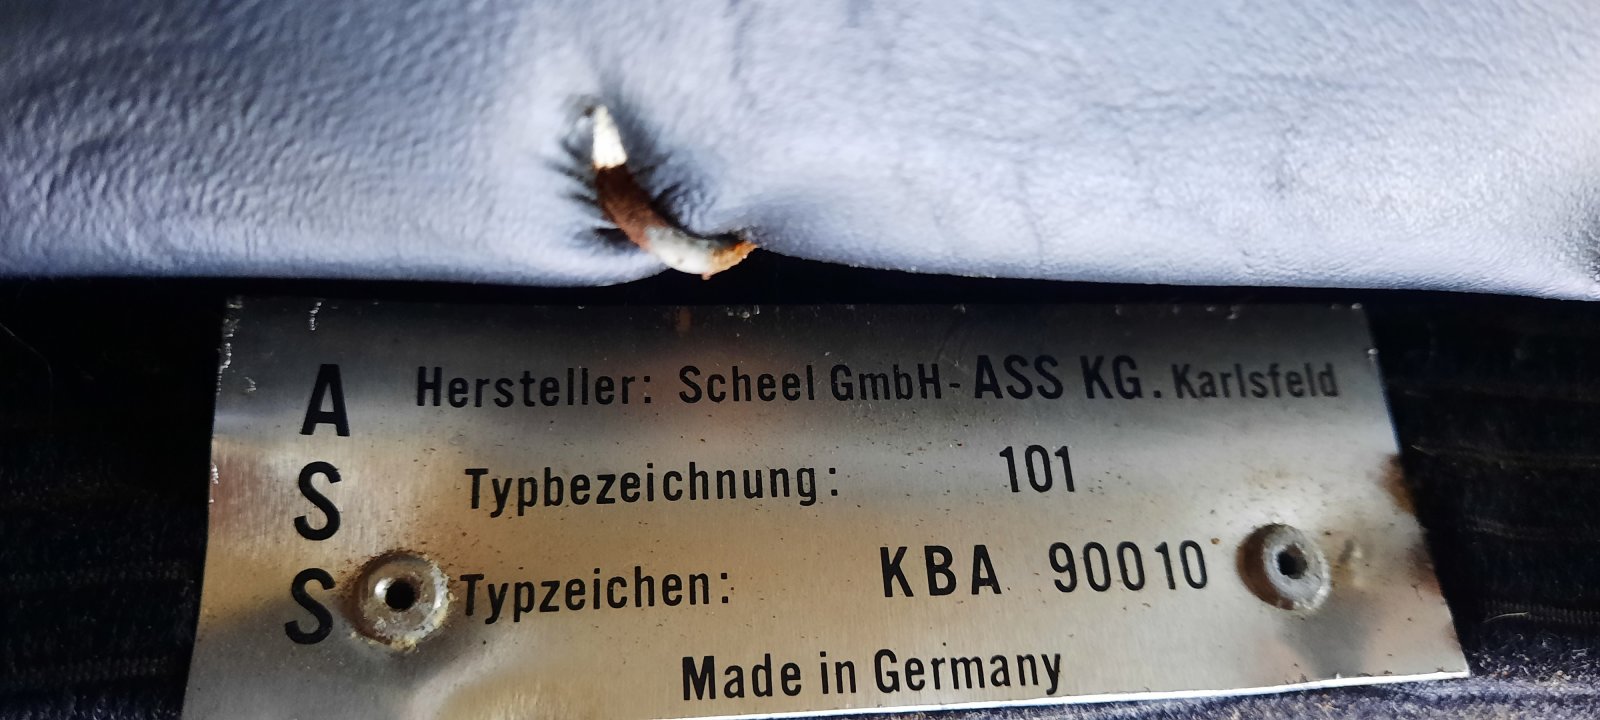 A
S
S
Hersteller: Scheel GmbH-ASS KG. Karlsfeld
Typbezeichnung: 101
Typzeichen: KBA 90010
Made in Germany